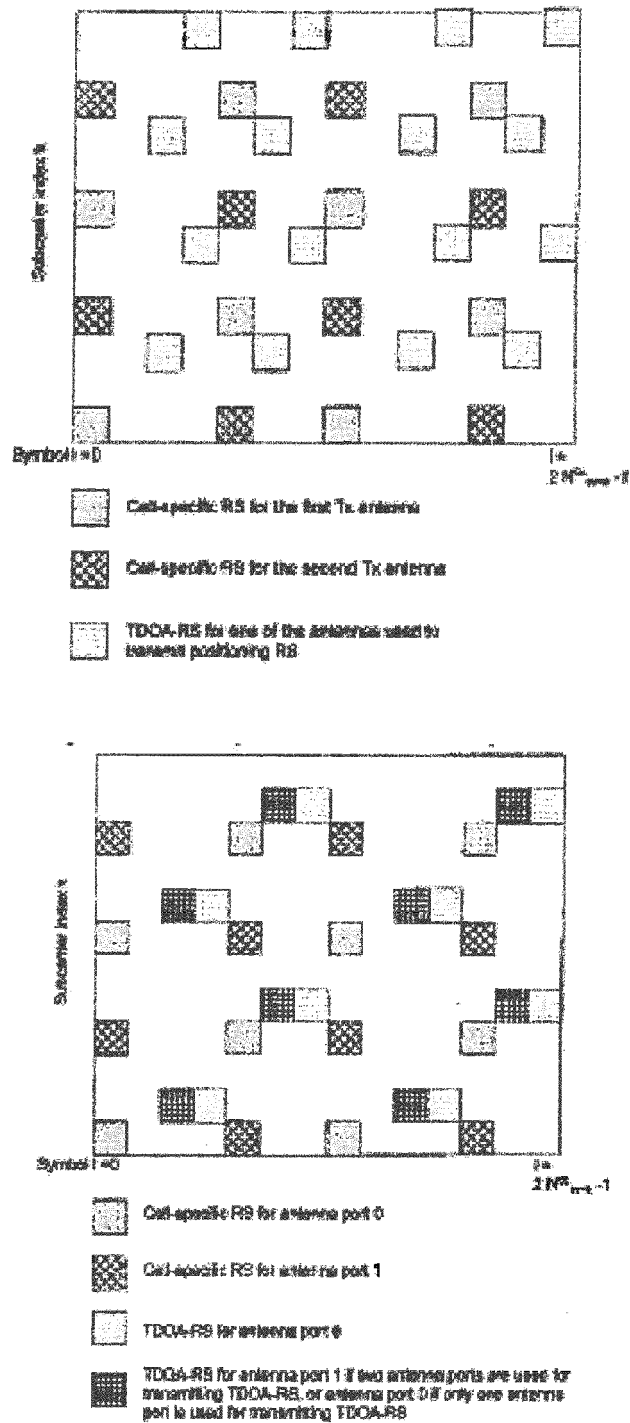 Subcarrier index k
Symbol l = 0
l =
Cell-specific RS for the first Tx antenna
Cell-specific RS for the second Tx antenna
TDOA-RS for one of the antennas used to
transmit positioning RS
Subcarrier index k
Symbol l =0
l =
-1
Cell-specific RS for antenna port 0
Cell-specific RS for antenna port 1
TDOA-RS for antenna port
TDOA-RS for antenna port 1 if two antenna ports are used for
transmitting TDOA-RS, or antenna port 0 if only one antenna
port is used for transmitting TDOA-RS